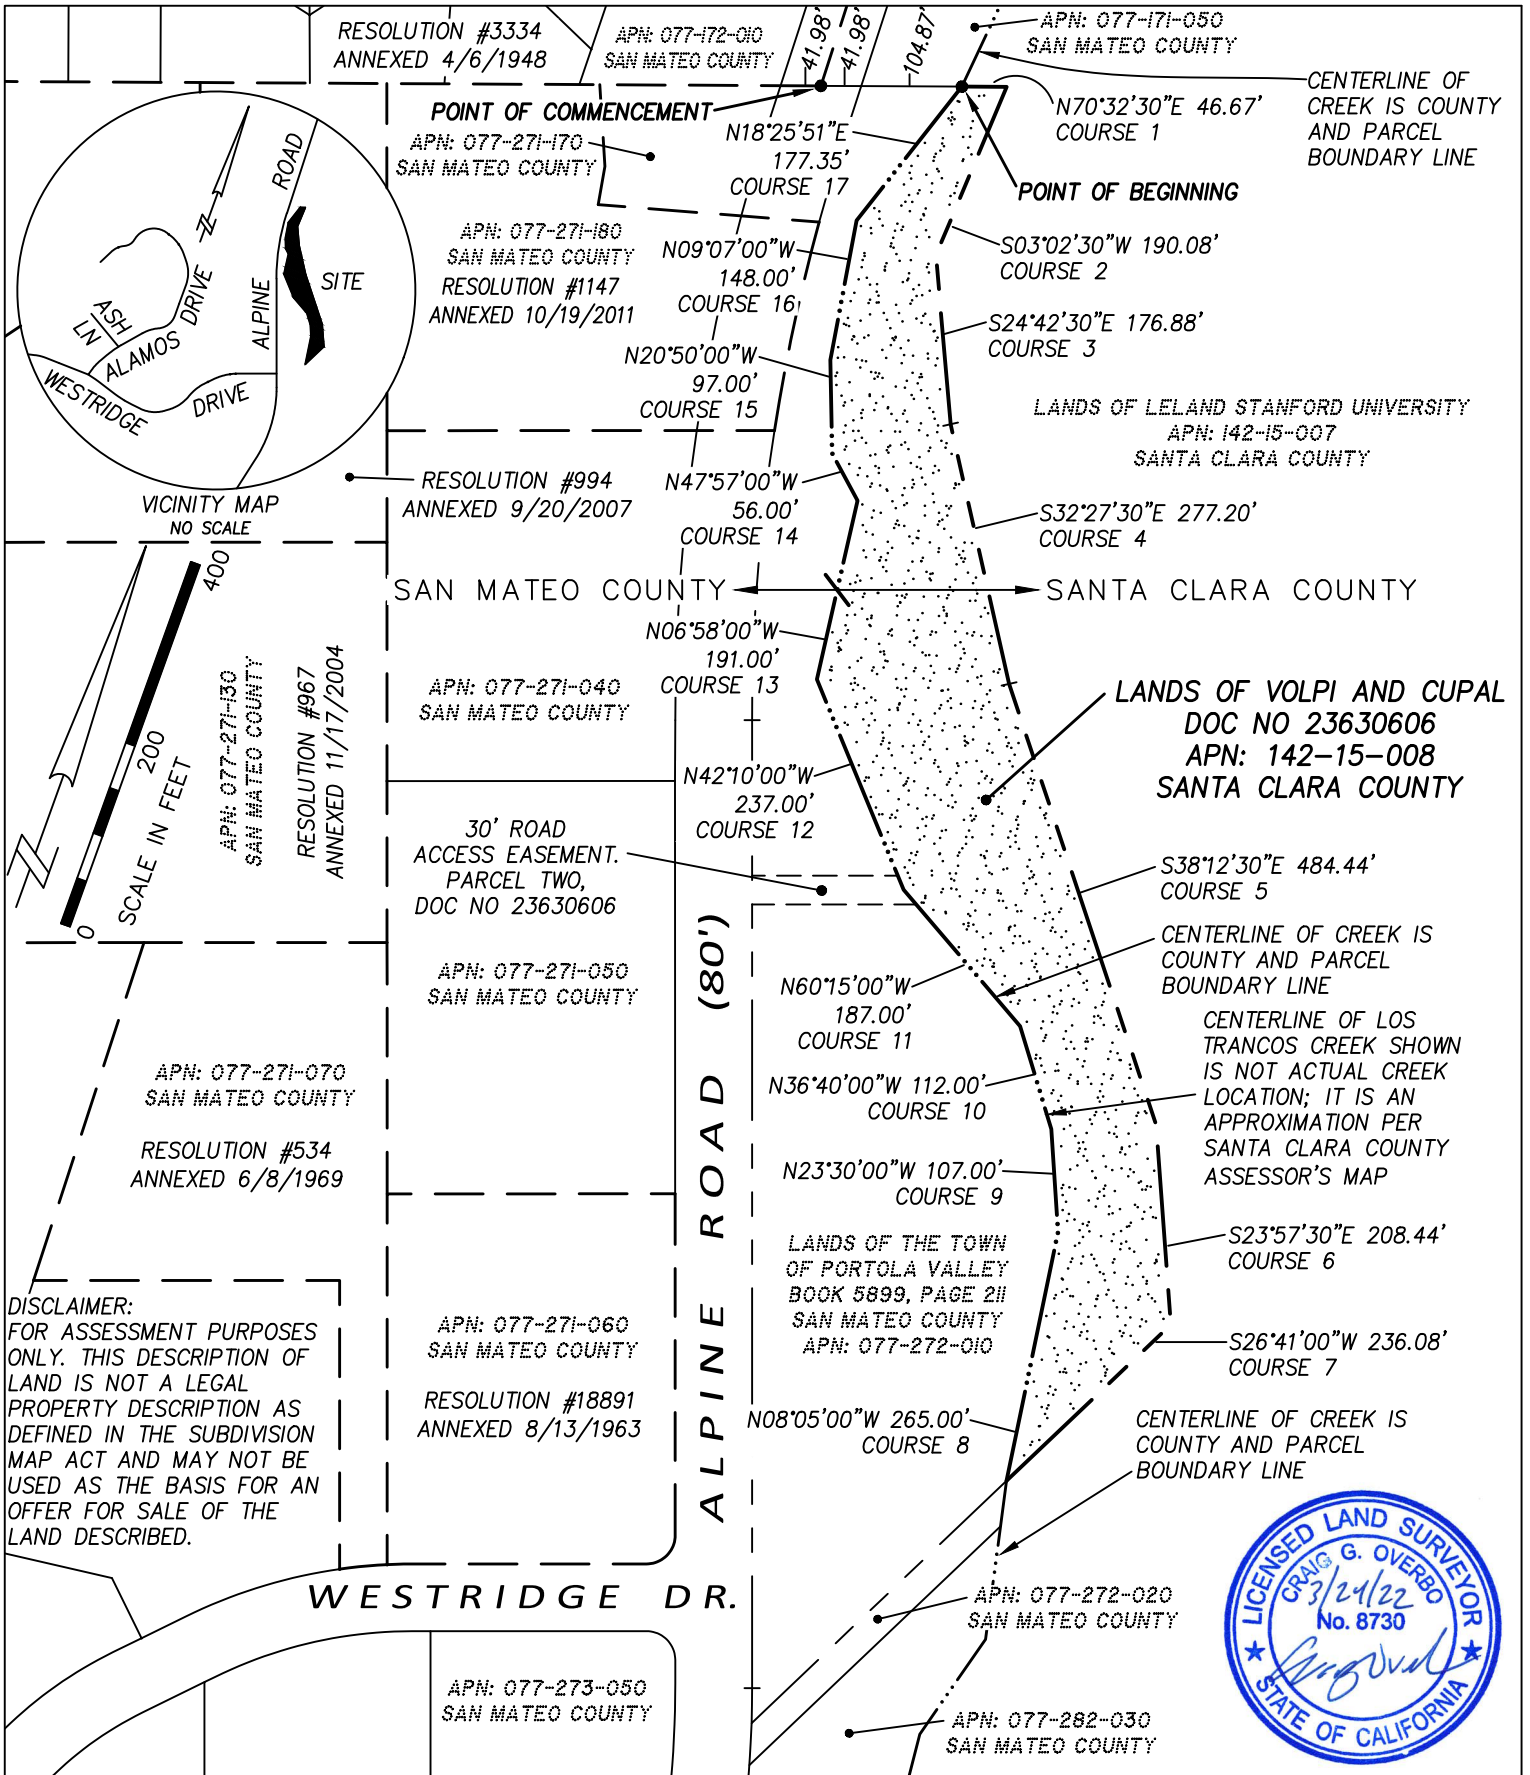 RESOLUTION #3334
ANNEXED 4/6/1948
APN: 077-172-010
SAN MATEO COUNTY
41.98'
41.98'
104.87'
APN: 077-171-050
SAN MATEO COUNTY
CENTERLINE OF
CREEK IS COUNTY
AND PARCEL
BOUNDARY LINE
POINT OF COMMENCEMENT
N70°32'30"E 46.67'
COURSE 1
APN: 077-271-170
SAN MATEO COUNTY
N18°25'51"E
177.35'
COURSE 17
POINT OF BEGINNING
APN: 077-271-180
SAN MATEO COUNTY
RESOLUTION #1147
ANNEXED 10/19/2011
N09°07'00"W
148.00'
COURSE 16
S03°02'30"W 190.08'
COURSE 2
S24°42'30"E 176.88'
COURSE 3
N20°50'00"W
97.00'
COURSE 15
LANDS OF LELAND STANFORD UNIVERSITY
APN: 142-15-007
SANTA CLARA COUNTY
ROAD
ALPINE
SITE
N
DRIVE
ALAMOS
ASH
LN
WESTRIDGE
DRIVE
VICINITY MAP
NO SCALE
RESOLUTION #994
ANNEXED 9/20/2007
N47°57'00"W
56.00'
COURSE 14
S32°27'30"E 277.20'
COURSE 4
SAN MATEO COUNTY
SANTA CLARA COUNTY
N
0
200
400
SCALE IN FEET
APN: 077-271-130
SAN MATEO COUNTY
RESOLUTION #967
ANNEXED 11/17/2004
N06°58'00"W
191.00'
COURSE 13
APN: 077-271-040
SAN MATEO COUNTY
LANDS OF VOLPI AND CUPAL
DOC NO 23630606
APN: 142-15-008
SANTA CLARA COUNTY
N42°10'00"W
237.00'
COURSE 12
30' ROAD
ACCESS EASEMENT.
PARCEL TWO,
DOC NO 23630606
S38°12'30"E 484.44'
COURSE 5
CENTERLINE OF CREEK IS
COUNTY AND PARCEL
BOUNDARY LINE
APN: 077-271-050
SAN MATEO COUNTY
ALPINE ROAD (80')
N60°15'00"W
187.00'
COURSE 11
CENTERLINE OF LOS
TRANCOS CREEK SHOWN
IS NOT ACTUAL CREEK
LOCATION; IT IS AN
APPROXIMATION PER
SANTA CLARA COUNTY
ASSESSOR'S MAP
N36°40'00"W 112.00'
COURSE 10
APN: 077-271-070
SAN MATEO COUNTY
RESOLUTION #534
ANNEXED 6/8/1969
N23°30'00"W 107.00'
COURSE 9
S23°57'30"E 208.44'
COURSE 6
LANDS OF THE TOWN
OF PORTOLA VALLEY
BOOK 5899, PAGE 211
SAN MATEO COUNTY
APN: 077-272-010
DISCLAIMER:
FOR ASSESSMENT PURPOSES
ONLY. THIS DESCRIPTION OF
LAND IS NOT A LEGAL
PROPERTY DESCRIPTION AS
DEFINED IN THE SUBDIVISION
MAP ACT AND MAY NOT BE
USED AS THE BASIS FOR AN
OFFER FOR SALE OF THE
LAND DESCRIBED.
APN: 077-271-060
SAN MATEO COUNTY
RESOLUTION #18891
ANNEXED 8/13/1963
S26°41'00"W 236.08'
COURSE 7
N08°05'00"W 265.00'
COURSE 8
CENTERLINE OF CREEK IS
COUNTY AND PARCEL
BOUNDARY LINE
WESTRIDGE DR.
APN: 077-272-020
SAN MATEO COUNTY
APN: 077-273-050
SAN MATEO COUNTY
APN: 077-282-030
SAN MATEO COUNTY
LICENSED LAND SURVEYOR
CRAIG G. OVERBO
3/24/22
No. 8730
STATE OF CALIFORNIA